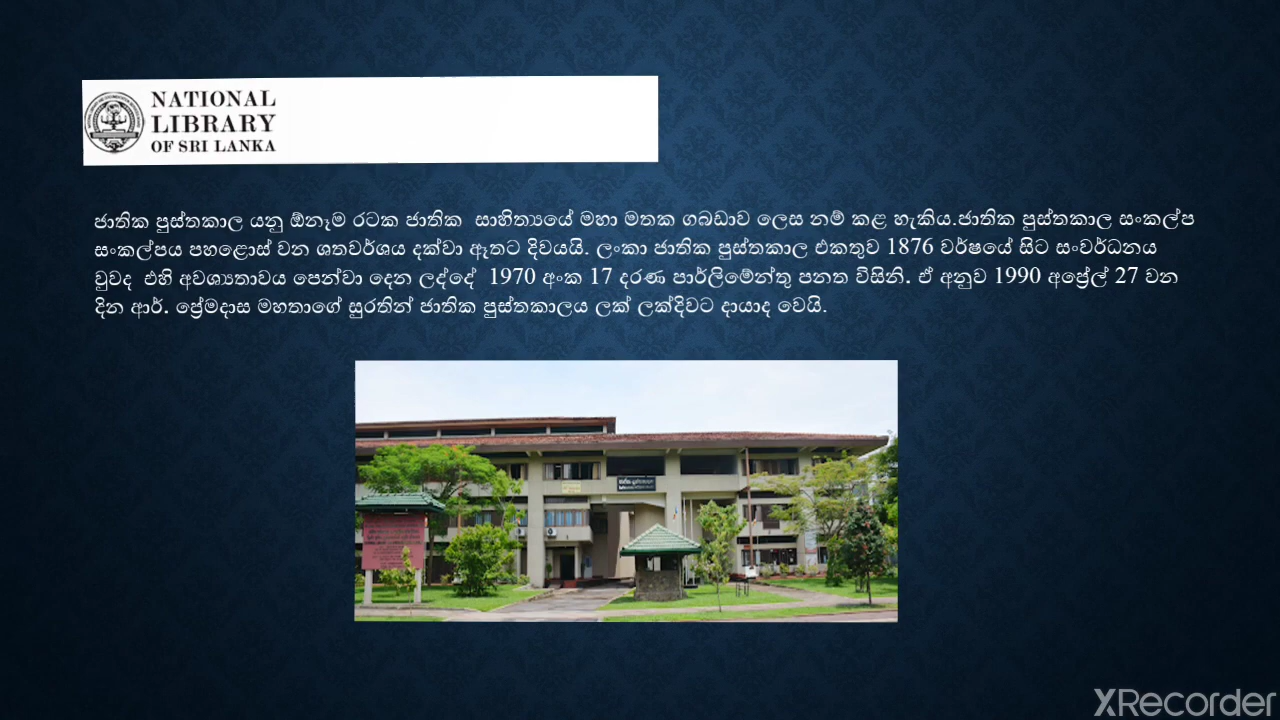 NATIONAL
LIBRARY
OF SRI LANKA
ජාතික පුස්තකාල යනු ඕනෑම රටක ජාතික සාහිත්‍යයේ මහා මතක ගබඩාව ලෙස නම් කළ හැකිය.ජාතික පුස්තකාල සංකල්ප
සංකල්පය පහළොස් වන ශතවර්ශය දක්වා ඈතට දිවයයි. ලංකා ජාතික පුස්තකාල එකතුව 1876 වර්ෂයේ සිට සංවර්ධනය
වුවද එහි අවශ්‍යතාවය පෙන්වා දෙන ලද්දේ 1970 අංක 17 දරණ පාර්ලිමේන්තු පනත විසිනි. ඒ අනුව 1990 අප්‍රේල් 27 වන
දින ආර්. ප්‍රේමදාස මහතාගේ සුරතින් ජාතික පුස්තකාලය ලක් ලක්දිවට දායාද වෙයි.
XRecorder